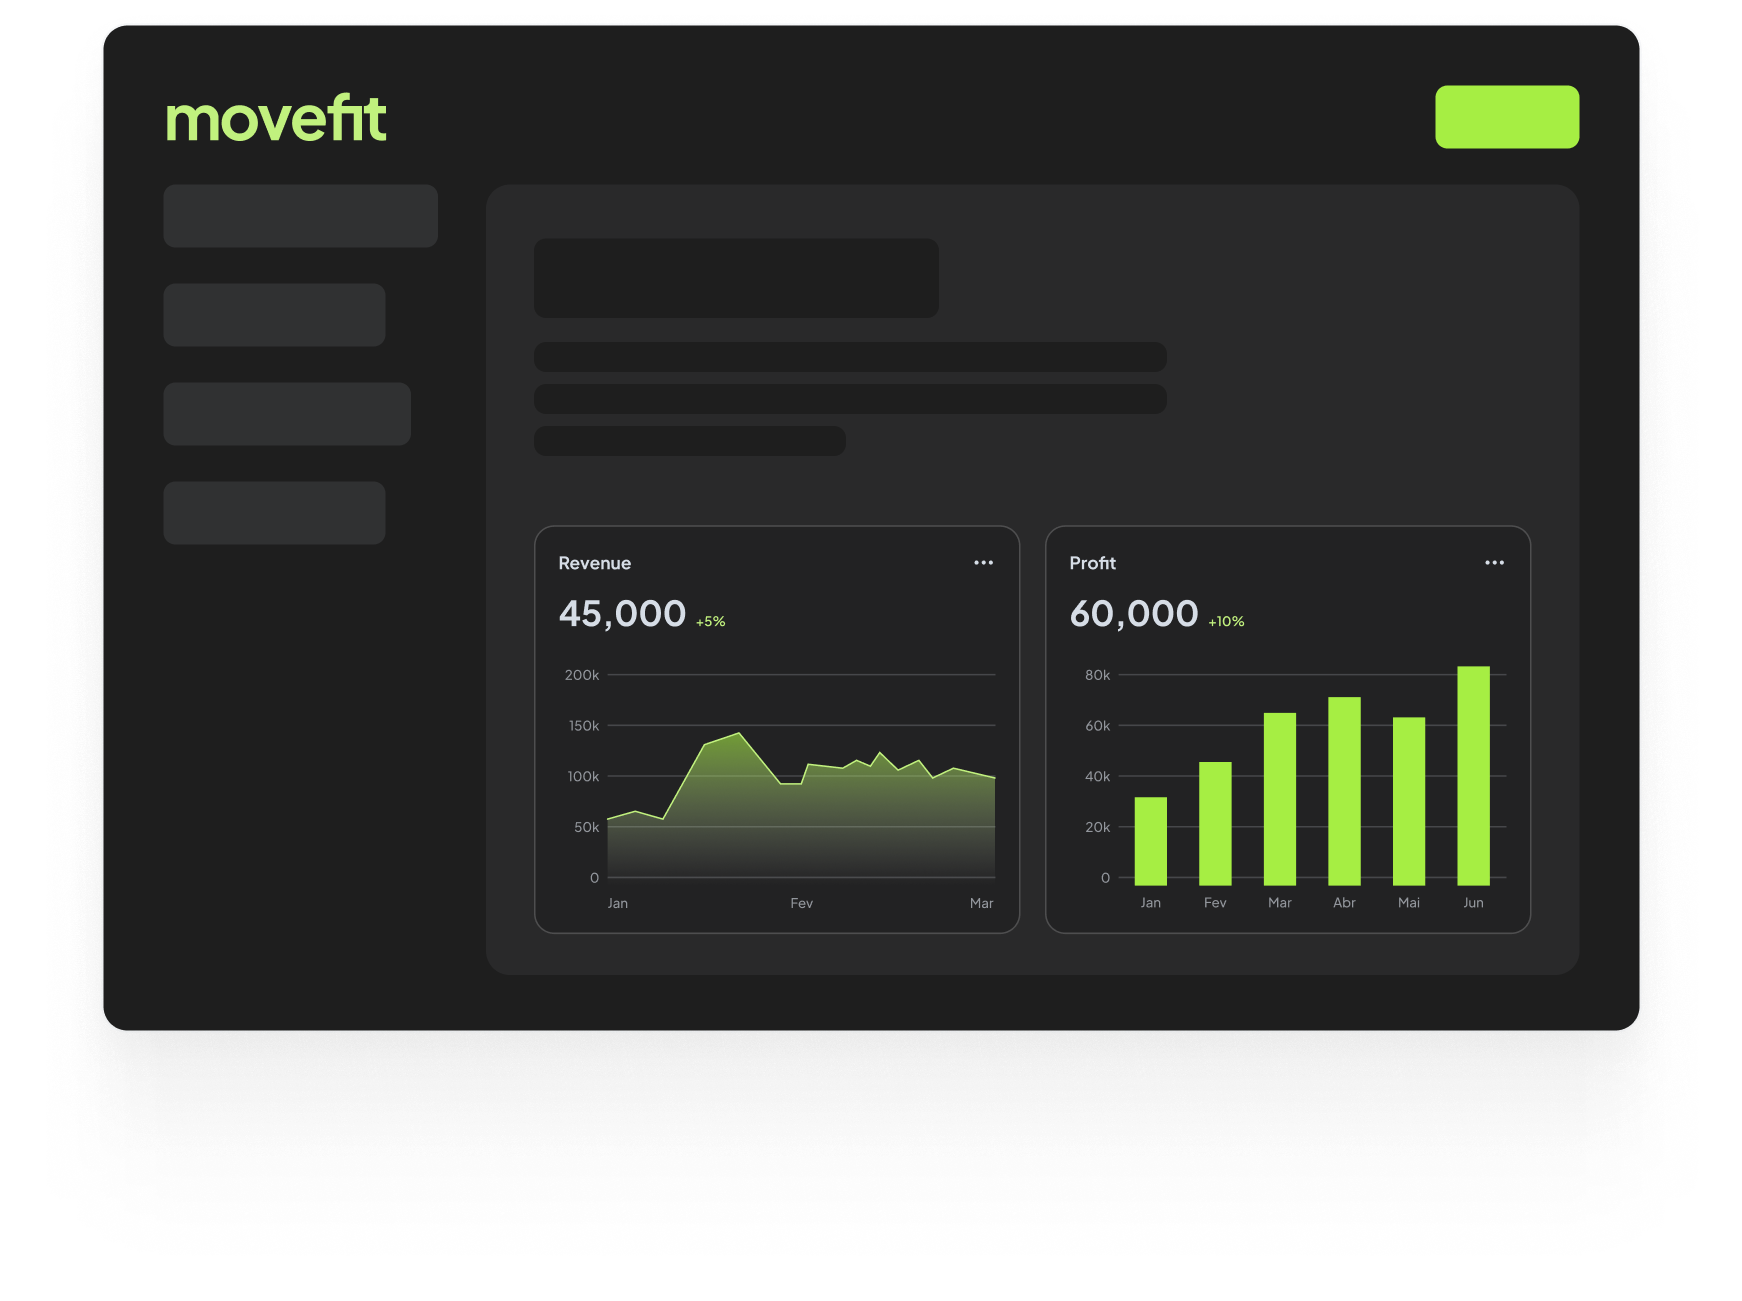 movefit
Revenue
45,000 +5%
200k
150k
100k
50k
0
Jan Fev Mar
Profit
60,000 +10%
80k
60k
40k
20k
0
Jan Fev Mar Abr Mai Jun